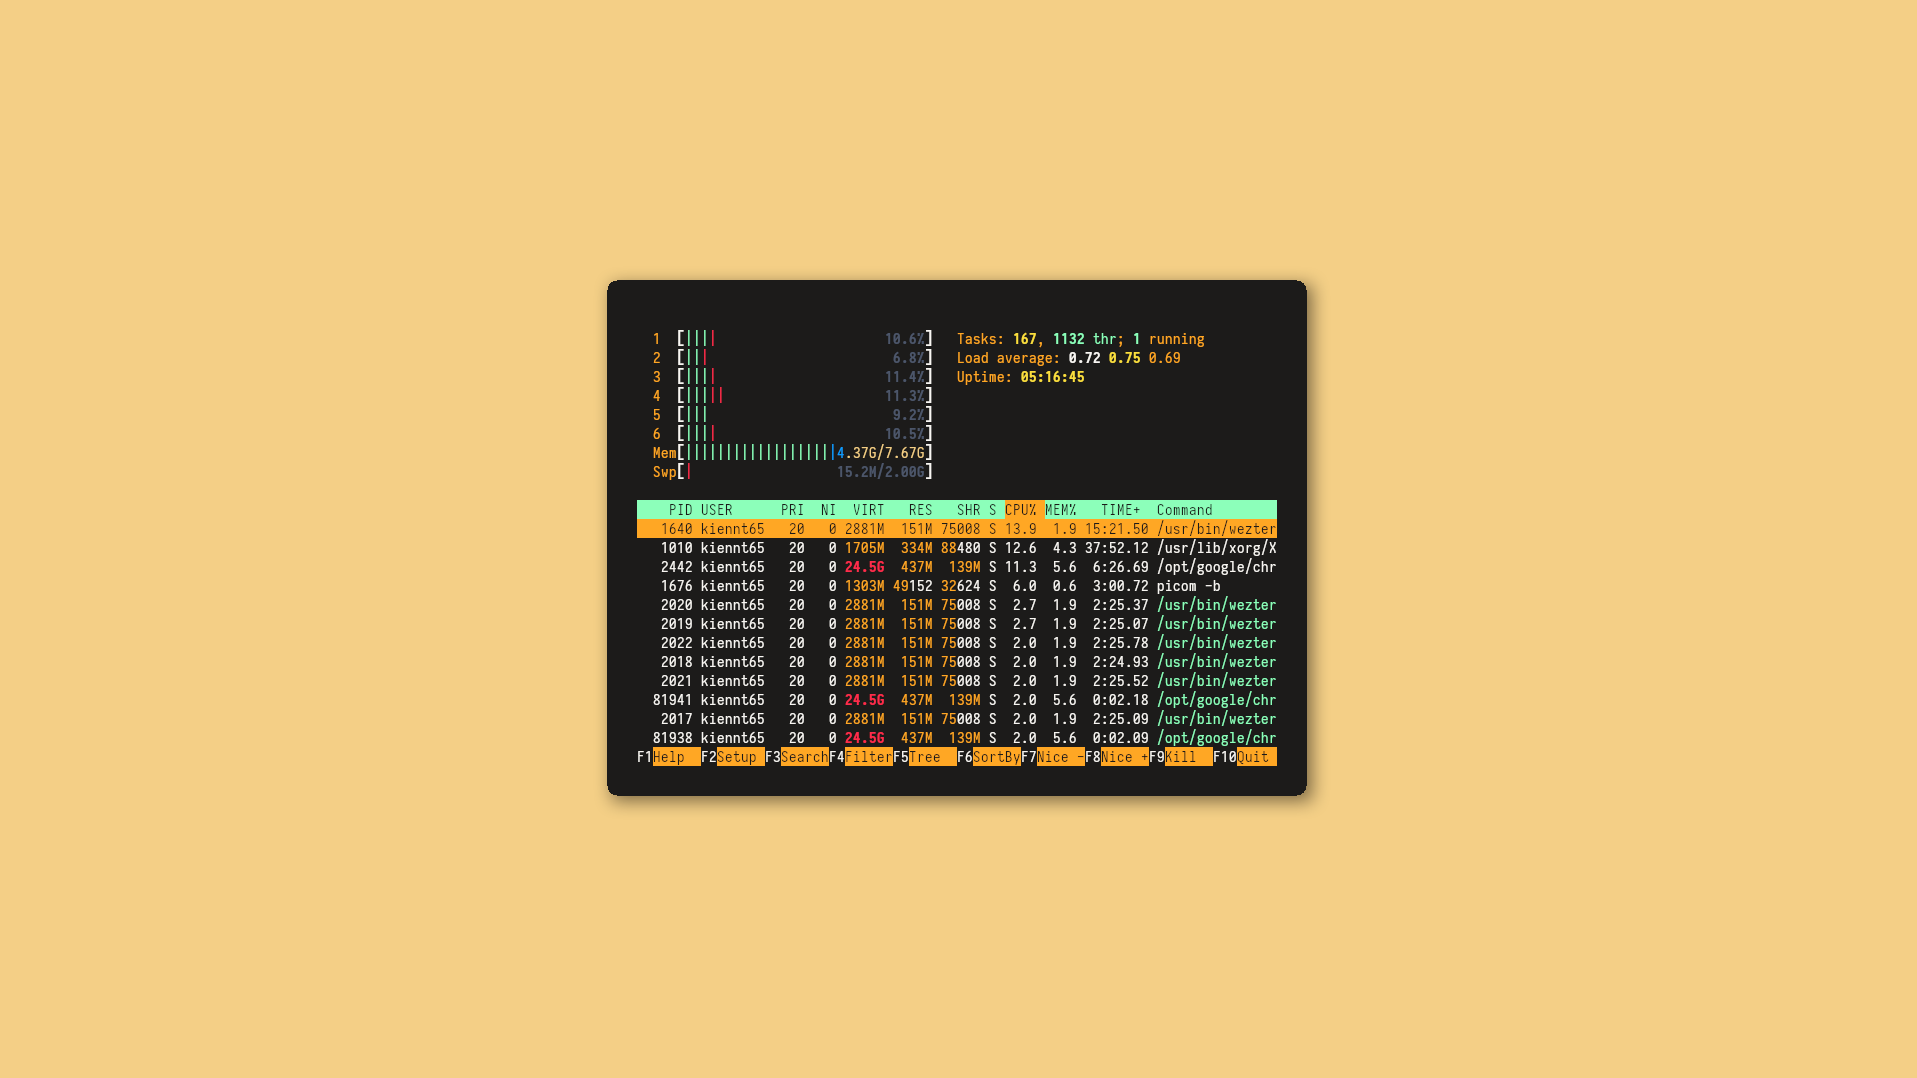 1  [||||                     10.6%]   Tasks: 167, 1132 thr; 1 running
2  [|||                       6.8%]   Load average: 0.72 0.75 0.69
3  [||||                     11.4%]   Uptime: 05:16:45
4  [|||||                    11.3%]
5  [|||                       9.2%]
6  [||||                     10.5%]
Mem[|||||||||||||||||||4.37G/7.67G]
Swp[|                  15.2M/2.00G]
PID USER      PRI  NI  VIRT   RES   SHR S CPU% MEM%   TIME+  Command
1640 kiennt65   20   0 2881M  151M 75008 S 13.9  1.9 15:21.50 /usr/bin/wezter
1010 kiennt65   20   0 1705M  334M 88480 S 12.6  4.3 37:52.12 /usr/lib/xorg/X
2442 kiennt65   20   0 24.5G  437M  139M S 11.3  5.6  6:26.69 /opt/google/chr
1676 kiennt65   20   0 1303M 49152 32624 S  6.0  0.6  3:00.72 picom -b
2020 kiennt65   20   0 2881M  151M 75008 S  2.7  1.9  2:25.37 /usr/bin/wezter
2019 kiennt65   20   0 2881M  151M 75008 S  2.7  1.9  2:25.07 /usr/bin/wezter
2022 kiennt65   20   0 2881M  151M 75008 S  2.0  1.9  2:25.78 /usr/bin/wezter
2018 kiennt65   20   0 2881M  151M 75008 S  2.0  1.9  2:24.93 /usr/bin/wezter
2021 kiennt65   20   0 2881M  151M 75008 S  2.0  1.9  2:25.52 /usr/bin/wezter
81941 kiennt65   20   0 24.5G  437M  139M S  2.0  5.6  0:02.18 /opt/google/chr
2017 kiennt65   20   0 2881M  151M 75008 S  2.0  1.9  2:25.09 /usr/bin/wezter
81938 kiennt65   20   0 24.5G  437M  139M S  2.0  5.6  0:02.09 /opt/google/chr
F1Help  F2Setup F3SearchF4FilterF5Tree  F6SortByF7Nice -F8Nice +F9Kill  F10Quit